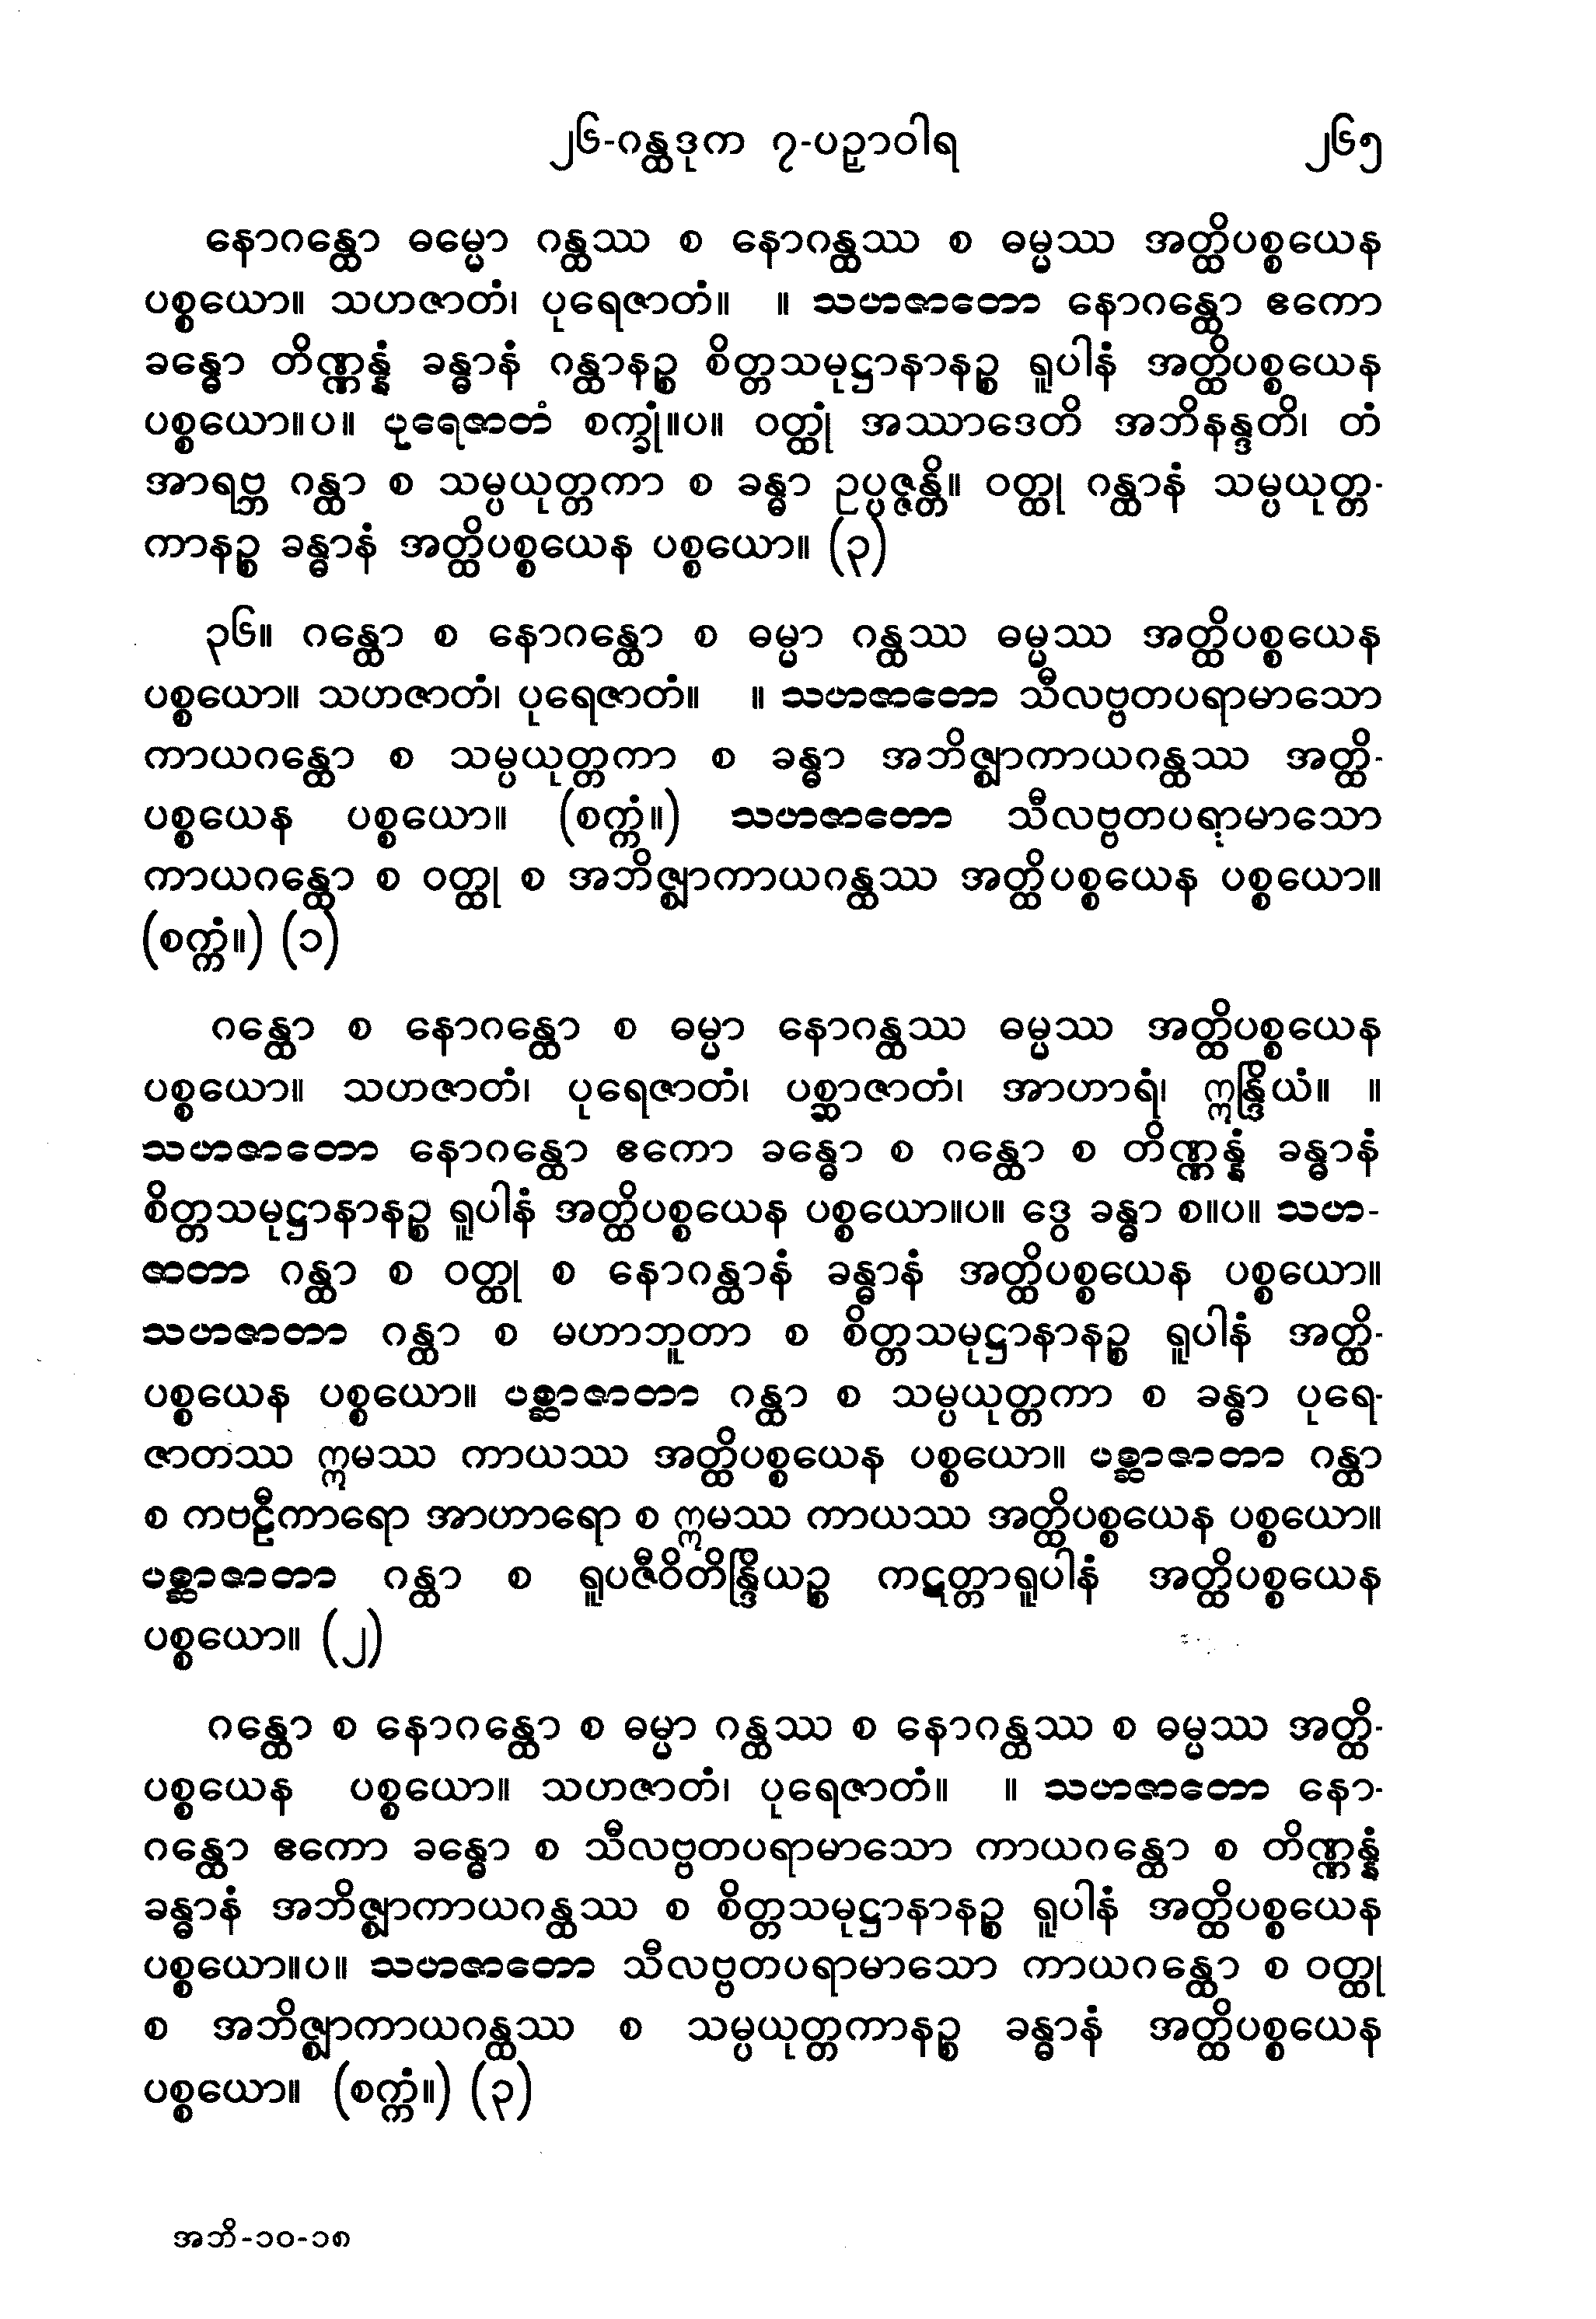 ၂၆-ဂန္ထဒုက ၇-ပဉှာဝါရ ၂၆၅
နောဂန္ထော ဓမ္မော ဂန္ထဿ စ နောဂန္ထဿ စ ဓမ္မဿ အတ္ထိပစ္စယေန
ပစ္စယော။ သဟဇာတံ၊ ပုရေဇာတံ။ ။ သဟဇာတော နောဂန္ထော ဧကော
ခန္ဓော တိဏ္ဏန္နံ ခန္ဓာနံ ဂန္ထာနဉ္စ စိတ္တသမုဋ္ဌာနာနဉ္စ ရူပါနံ အတ္ထိပစ္စယေန
ပစ္စယော။ပ။ ပုရေဇာတံ စက္ခုံ။ပ။ ဝတ္ထုံ အဿာဒေတိ အဘိနန္ဒတိ၊ တံ
အာရဗ္ဘ ဂန္ထာ စ သမ္ပယုတ္တကာ စ ခန္ဓာ ဥပ္ပဇ္ဇန္တိ။ ဝတ္ထု ဂန္ထာနံ သမ္ပယုတ္တ-
ကာနဉ္စ ခန္ဓာနံ အတ္ထိပစ္စယေန ပစ္စယော။ (၃)
၃၆။ ဂန္ထော စ နောဂန္ထော စ ဓမ္မာ ဂန္ထဿ ဓမ္မဿ အတ္ထိပစ္စယေန
ပစ္စယော။ သဟဇာတံ၊ ပုရေဇာတံ။ ။ သဟဇာတော သီလဗ္ဗတပရာမာသော
ကာယဂန္ထော စ သမ္ပယုတ္တကာ စ ခန္ဓာ အဘိဇ္ဈာကာယဂန္ထဿ အတ္ထိ-
ပစ္စယေန ပစ္စယော။ (စက္ကံ။) သဟဇာတော သီလဗ္ဗတပရာမာသော
ကာယဂန္ထော စ ဝတ္ထု စ အဘိဇ္ဈာကာယဂန္ထဿ အတ္ထိပစ္စယေန ပစ္စယော။
(စက္ကံ။) (၁)
ဂန္ထော စ နောဂန္ထော စ ဓမ္မာ နောဂန္ထဿ ဓမ္မဿ အတ္ထိပစ္စယေန
ပစ္စယော။ သဟဇာတံ၊ ပုရေဇာတံ၊ ပစ္ဆာဇာတံ၊ အာဟာရံ၊ ဣန္ဒြိယံ။ ။
သဟဇာတော နောဂန္ထော ဧကော ခန္ဓော စ ဂန္ထော စ တိဏ္ဏန္နံ ခန္ဓာနံ
စိတ္တသမုဋ္ဌာနာနဉ္စ ရူပါနံ အတ္ထိပစ္စယေန ပစ္စယော။ပ။ ဒွေ ခန္ဓာ စ။ပ။ သဟ-
ဇာတာ ဂန္ထာ စ ဝတ္ထု စ နောဂန္ထာနံ ခန္ဓာနံ အတ္ထိပစ္စယေန ပစ္စယော။
သဟဇာတာ ဂန္ထာ စ မဟာဘူတာ စ စိတ္တသမုဋ္ဌာနာနဉ္စ ရူပါနံ အတ္ထိ-
ပစ္စယေန ပစ္စယော။ ပစ္ဆာဇာတာ ဂန္ထာ စ သမ္ပယုတ္တကာ စ ခန္ဓာ ပုရေ-
ဇာတဿ ဣမဿ ကာယဿ အတ္ထိပစ္စယေန ပစ္စယော။ ပစ္ဆာဇာတာ ဂန္ထာ
စ ကဗဠီကာရော အာဟာရော စ ဣမဿ ကာယဿ အတ္ထိပစ္စယေန ပစ္စယော။
ပစ္ဆာဇာတာ ဂန္ထာ စ ရူပဇီဝိတိန္ဒြိယဉ္စ ကဋတ္တာရူပါနံ အတ္ထိပစ္စယေန
ပစ္စယော။ (၂)
ဂန္ထော စ နောဂန္ထော စ ဓမ္မာ ဂန္ထဿ စ နောဂန္ထဿ စ ဓမ္မဿ အတ္ထိ-
ပစ္စယေန ပစ္စယော။ သဟဇာတံ၊ ပုရေဇာတံ။ ။ သဟဇာတော နော-
ဂန္ထော ဧကော ခန္ဓော စ သီလဗ္ဗတပရာမာသော ကာယဂန္ထော စ တိဏ္ဏန္နံ
ခန္ဓာနံ အဘိဇ္ဈာကာယဂန္ထဿ စ စိတ္တသမုဋ္ဌာနာနဉ္စ ရူပါနံ အတ္ထိပစ္စယေန
ပစ္စယော။ပ။ သဟဇာတော သီလဗ္ဗတပရာမာသော ကာယဂန္ထော စ ဝတ္ထု
စ အဘိဇ္ဈာကာယဂန္ထဿ စ သမ္ပယုတ္တကာနဉ္စ ခန္ဓာနံ အတ္ထိပစ္စယေန
ပစ္စယော။ (စက္ကံ။) (၃)
အဘိ-၁၀-၁၈